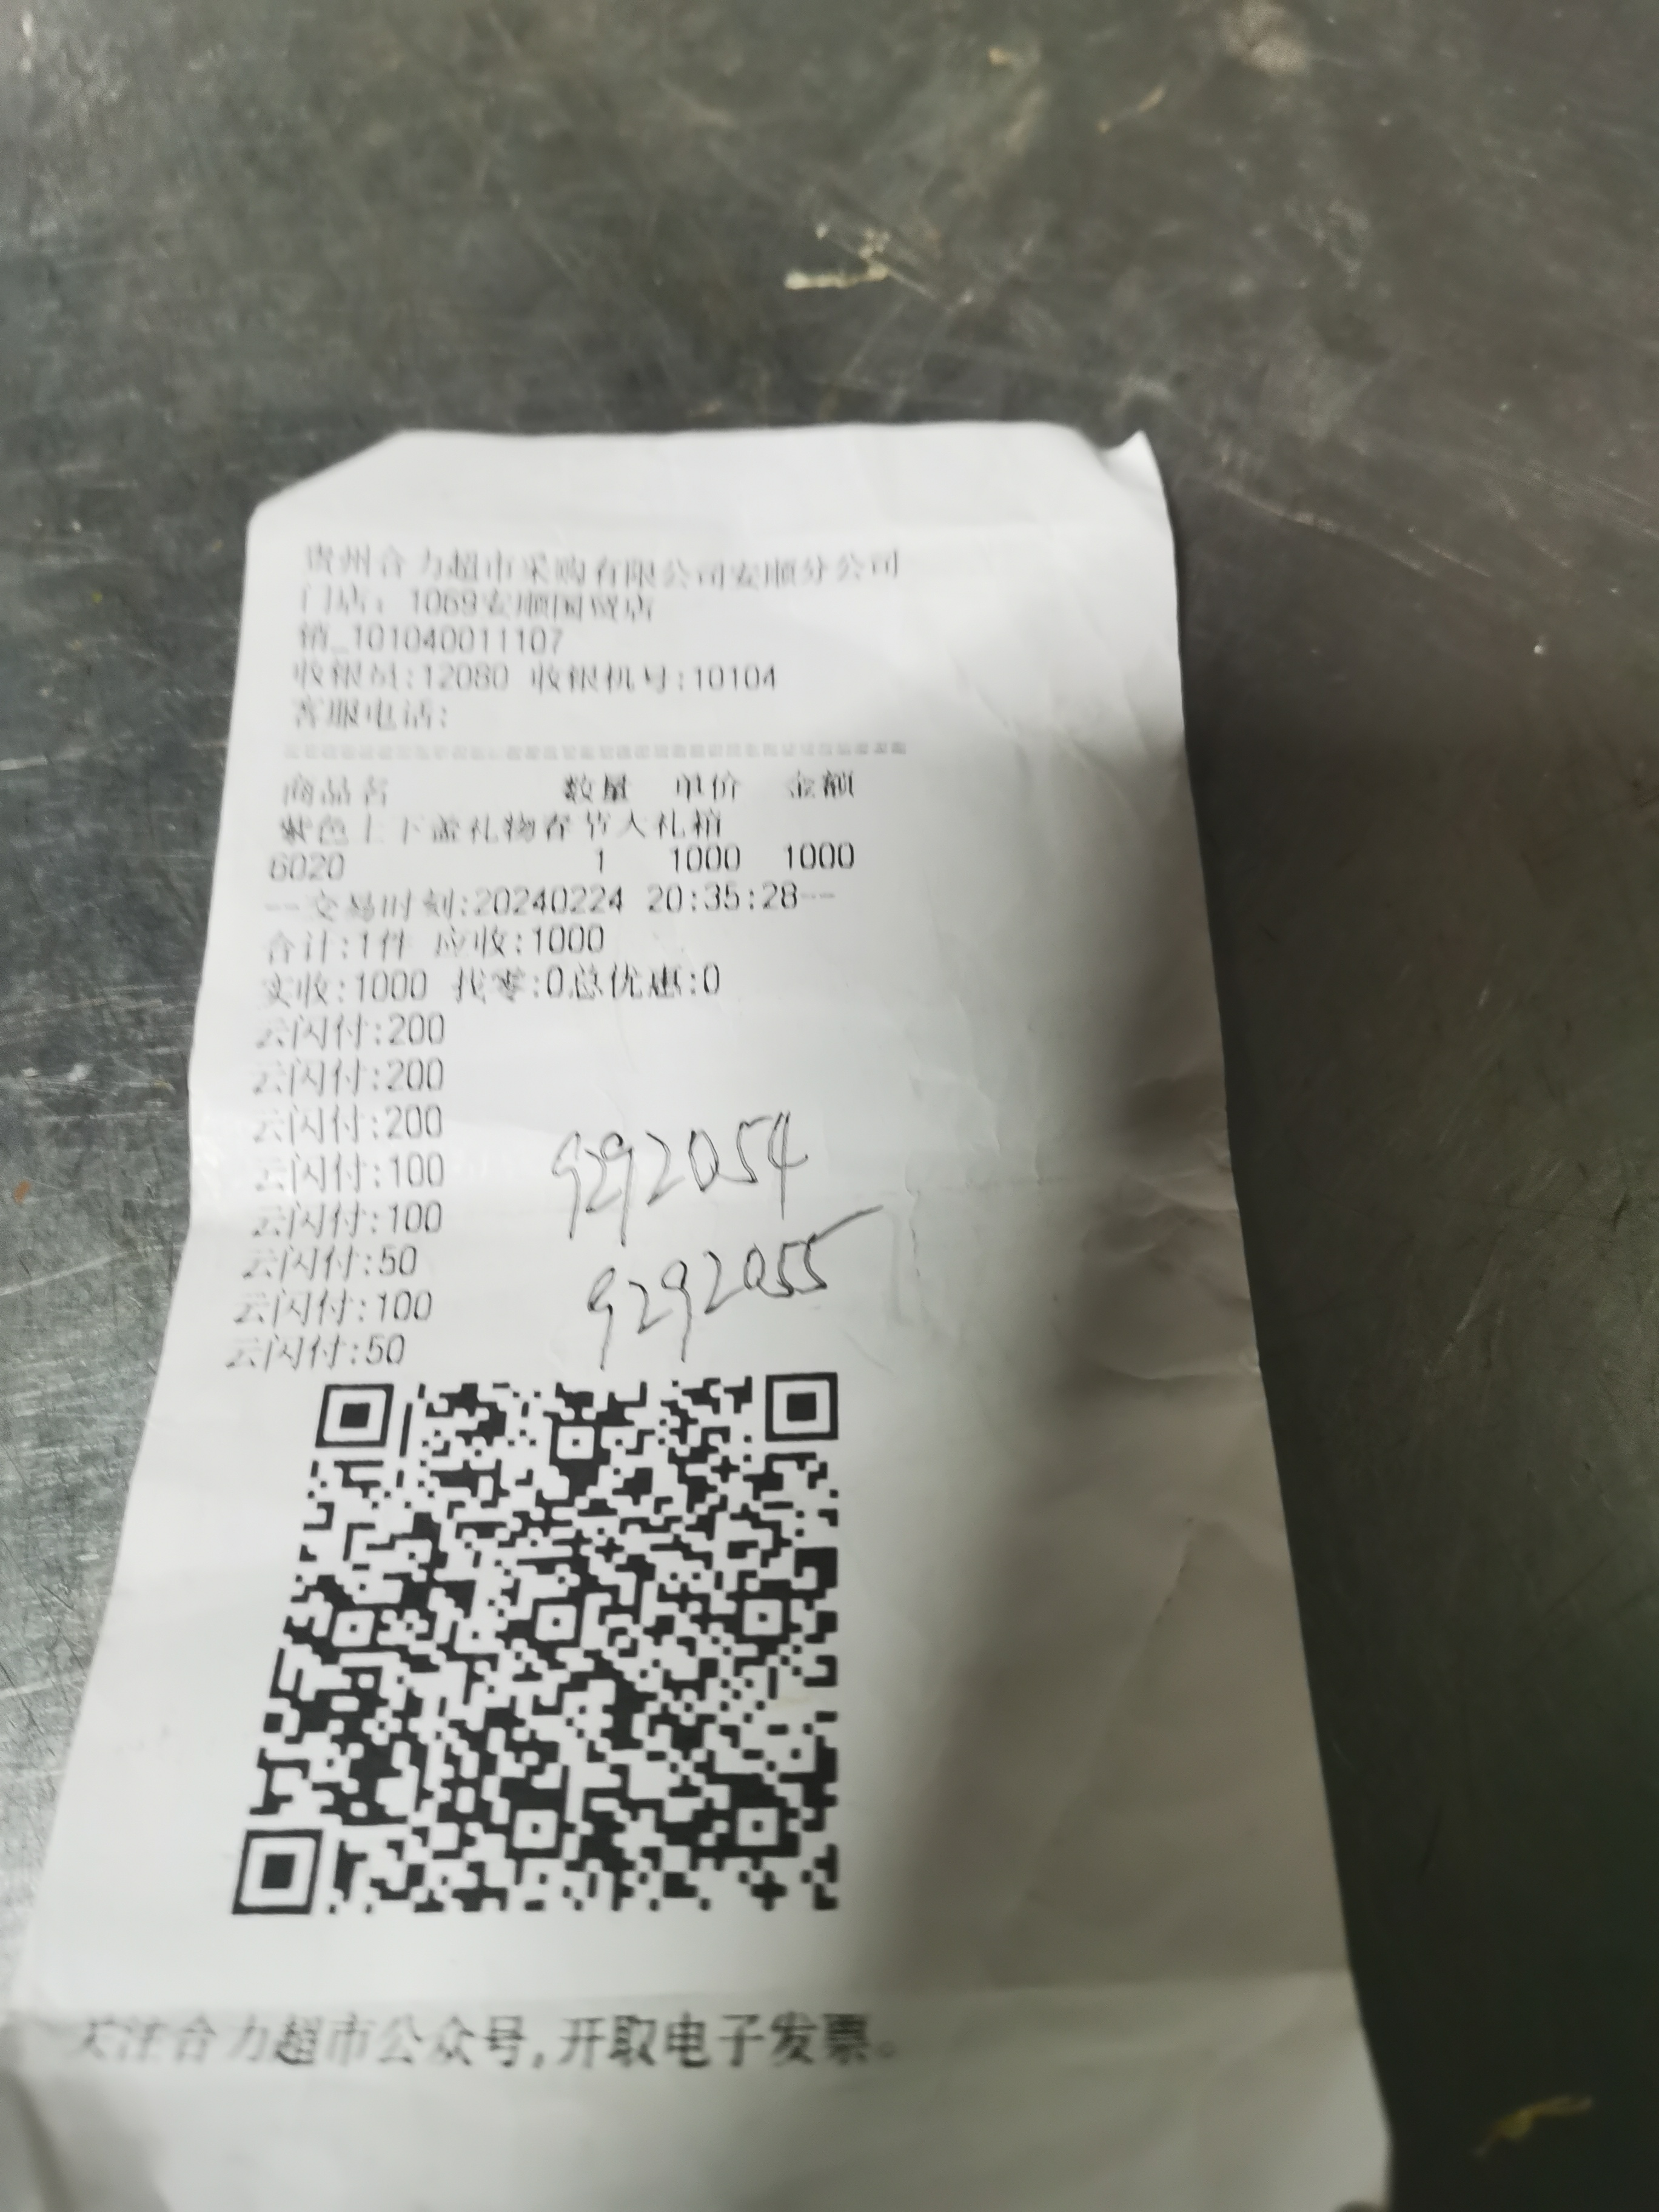 贵州合力超市采购有限公司安顺分公司
门店：1069安顺国贸店
销_101040011107
收银员:12080 收银机号:10104
客服电话:
商品名 数量 单价 金额
紫色上下盖礼物春节大礼箱
6020 1 1000 1000
--交易时刻:20240224 20:35:28--
合计:1件 应收:1000
实收:1000 找零:0总优惠:0
云闪付:200
云闪付:200
云闪付:200
云闪付:100
9292054
云闪付:100
云闪付:50
9292055
云闪付:100
云闪付:50
关注合力超市公众号,开取电子发票。